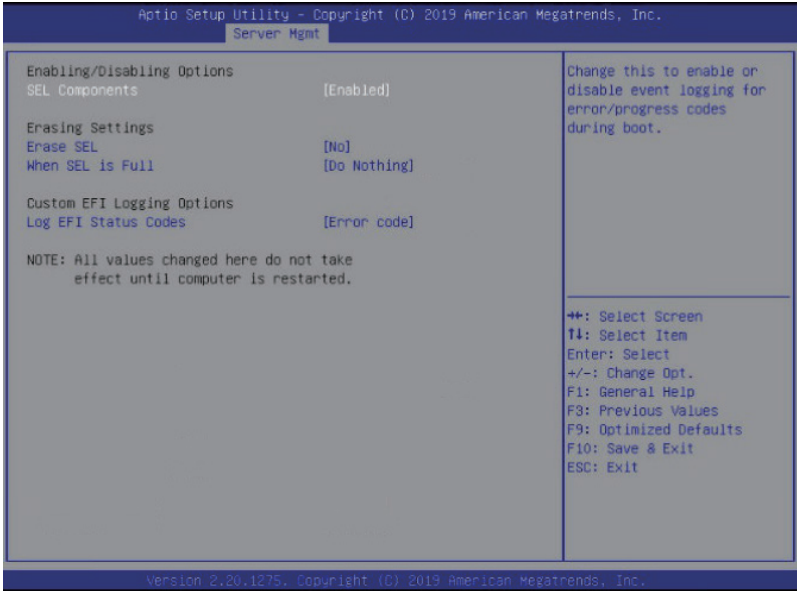 Aptio Setup Utility - Copyright (C) 2019 American Megatrends, Inc.
Server Mgmt
Enabling/Disabling Options
SEL Components [Enabled]
Erasing Settings
Erase SEL [No]
When SEL is Full [Do Nothing]
Custom EFI Logging Options
Log EFI Status Codes [Error code]
NOTE: All values changed here do not take
effect until computer is restarted.
Change this to enable or
disable event logging for
error/progress codes
during boot.
→←: Select Screen
↑↓: Select Item
Enter: Select
+/-: Change Opt.
F1: General Help
F3: Previous Values
F9: Optimized Defaults
F10: Save & Exit
ESC: Exit
Version 2.20.1275. Copyright (C) 2019 American Megatrends, Inc.